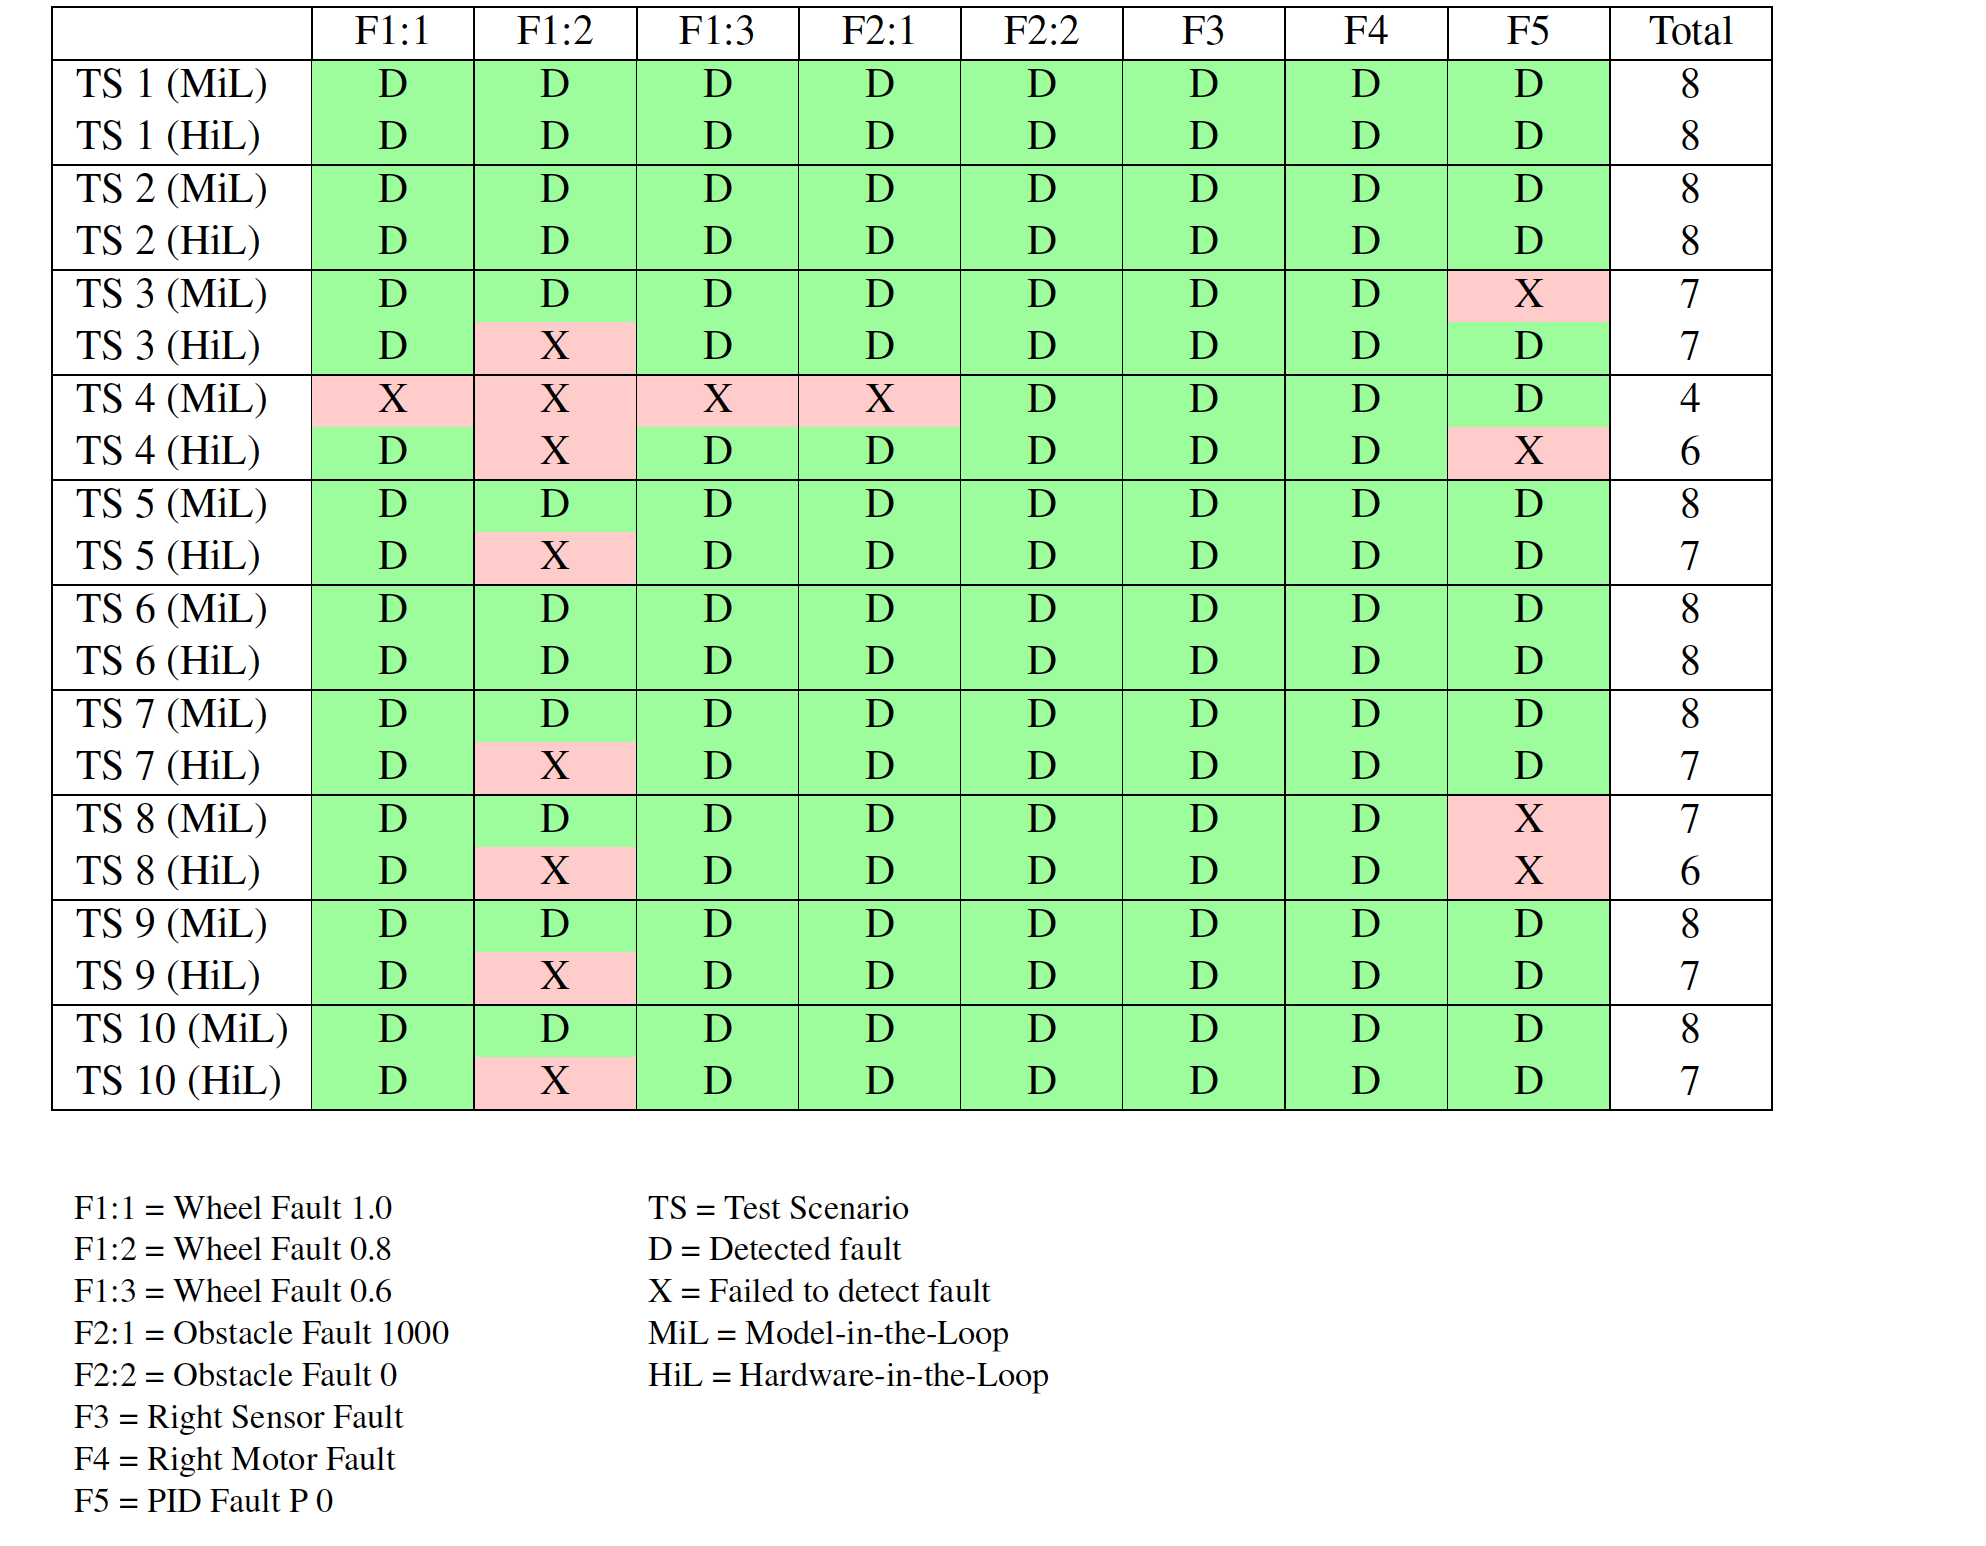 F1:1 F1:2 F1:3 F2:1 F2:2 F3 F4 F5 Total
TS 1 (MiL) D D D D D D D D 8
TS 1 (HiL) D D D D D D D D 8
TS 2 (MiL) D D D D D D D D 8
TS 2 (HiL) D D D D D D D D 8
TS 3 (MiL) D D D D D D D X 7
TS 3 (HiL) D X D D D D D D 7
TS 4 (MiL) X X X X D D D D 4
TS 4 (HiL) D X D D D D D X 6
TS 5 (MiL) D D D D D D D D 8
TS 5 (HiL) D X D D D D D D 7
TS 6 (MiL) D D D D D D D D 8
TS 6 (HiL) D D D D D D D D 8
TS 7 (MiL) D D D D D D D D 8
TS 7 (HiL) D X D D D D D D 7
TS 8 (MiL) D D D D D D D X 7
TS 8 (HiL) D X D D D D D X 6
TS 9 (MiL) D D D D D D D D 8
TS 9 (HiL) D X D D D D D D 7
TS 10 (MiL) D D D D D D D D 8
TS 10 (HiL) D X D D D D D D 7
F1:1 = Wheel Fault 1.0
F1:2 = Wheel Fault 0.8
F1:3 = Wheel Fault 0.6
F2:1 = Obstacle Fault 1000
F2:2 = Obstacle Fault 0
F3 = Right Sensor Fault
F4 = Right Motor Fault
F5 = PID Fault P 0
TS = Test Scenario
D = Detected fault
X = Failed to detect fault
MiL = Model-in-the-Loop
HiL = Hardware-in-the-Loop